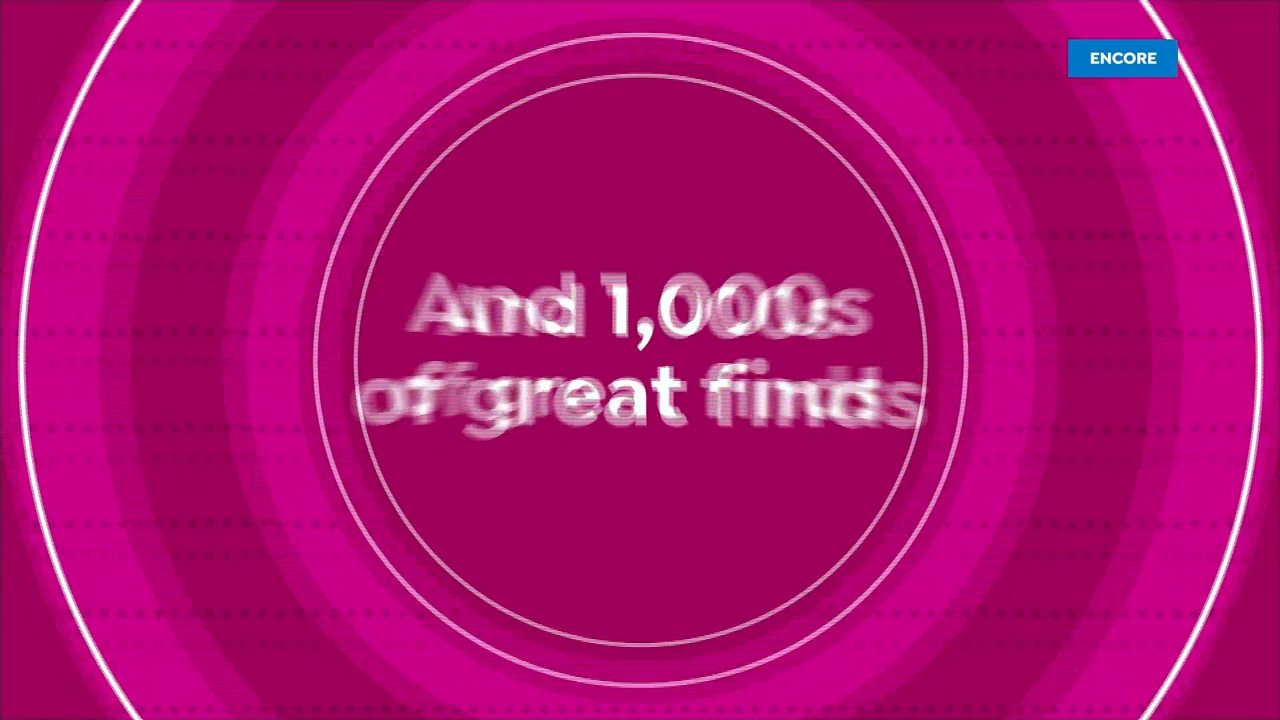 ENCORE
And 1,000s
of great finds